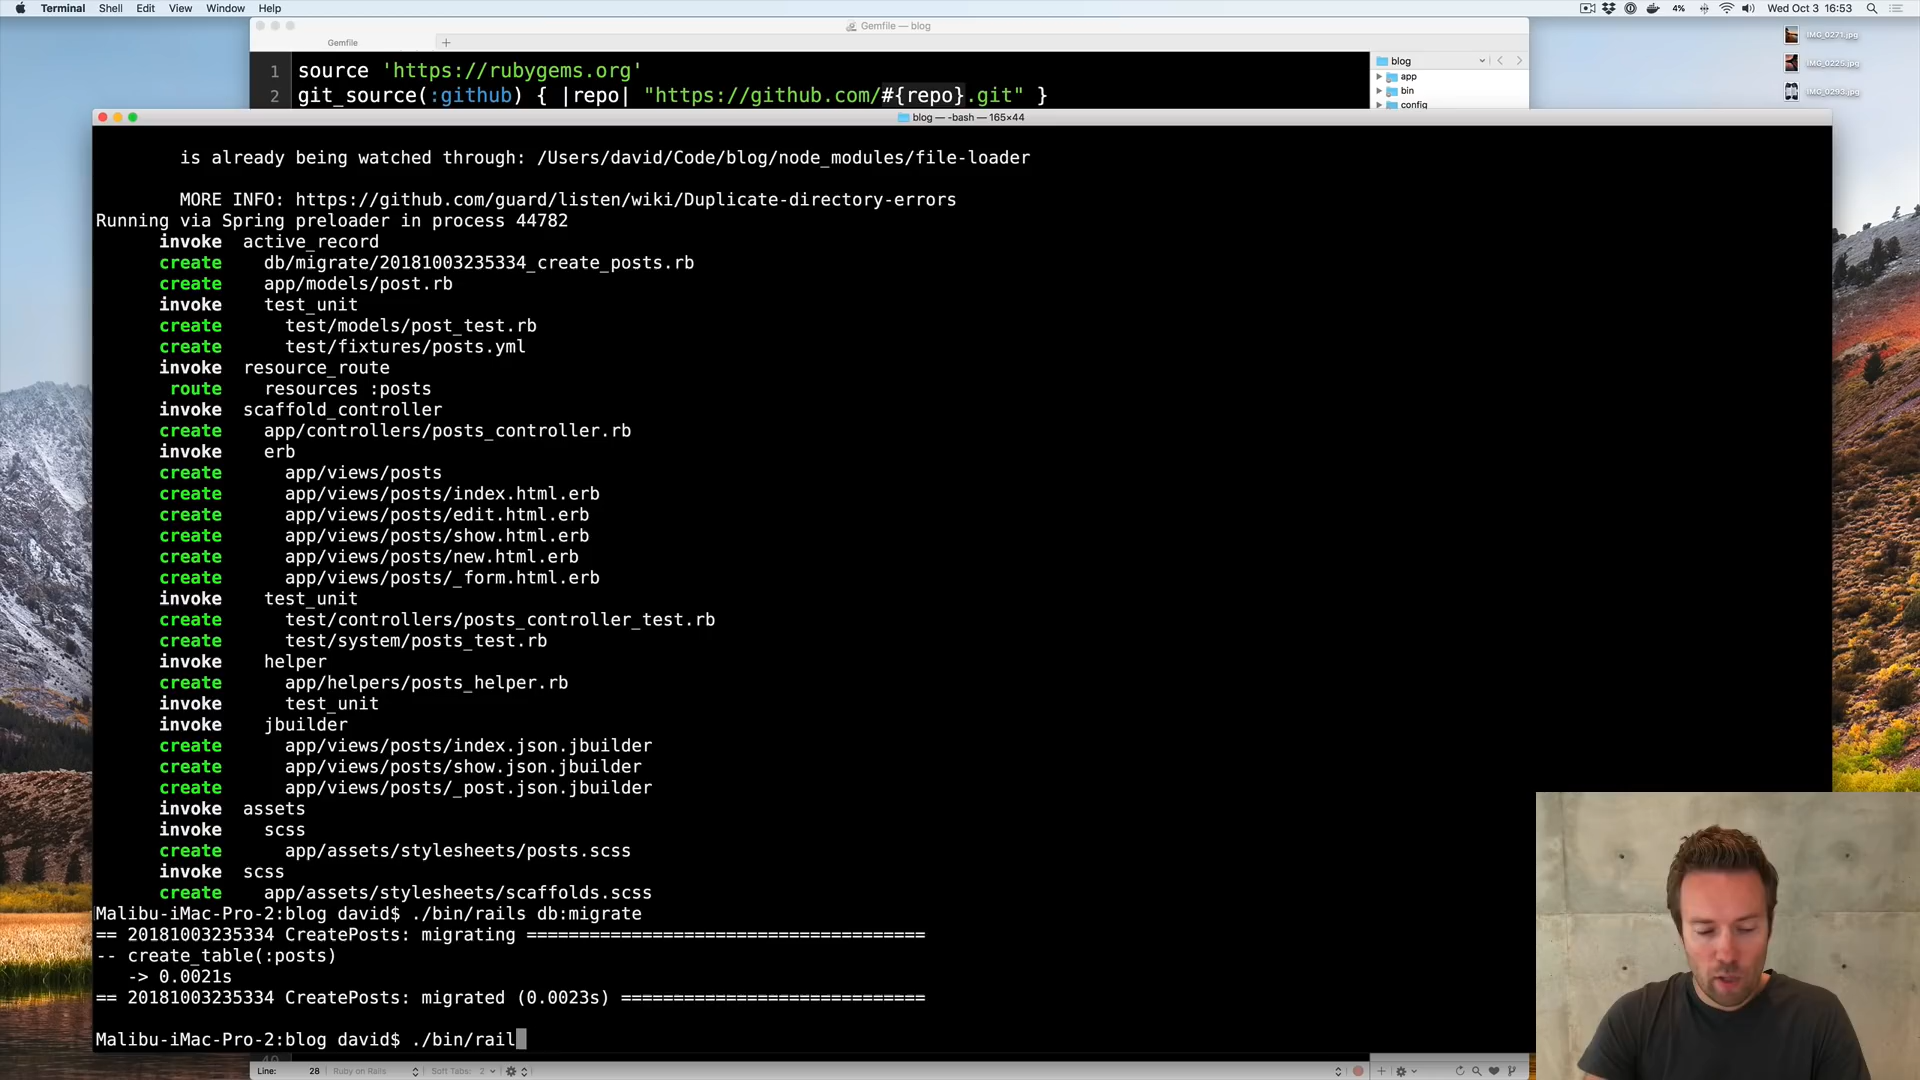 Terminal Shell Edit View Window Help 4% Wed Oct 3 16:53
Gemfile — blog
Gemfile
1 source 'https://rubygems.org'
2 git_source(:github) { |repo| "https://github.com/#{repo}.git" }
blog
app
bin
config
IMG_0271.jpg
IMG_0225.jpg
IMG_0293.jpg
blog — -bash — 165×44
is already being watched through: /Users/david/Code/blog/node_modules/file-loader
MORE INFO: https://github.com/guard/listen/wiki/Duplicate-directory-errors
Running via Spring preloader in process 44782
invoke active_record
create db/migrate/20181003235334_create_posts.rb
create app/models/post.rb
invoke test_unit
create test/models/post_test.rb
create test/fixtures/posts.yml
invoke resource_route
route resources :posts
invoke scaffold_controller
create app/controllers/posts_controller.rb
invoke erb
create app/views/posts
create app/views/posts/index.html.erb
create app/views/posts/edit.html.erb
create app/views/posts/show.html.erb
create app/views/posts/new.html.erb
create app/views/posts/_form.html.erb
invoke test_unit
create test/controllers/posts_controller_test.rb
create test/system/posts_test.rb
invoke helper
create app/helpers/posts_helper.rb
invoke test_unit
invoke jbuilder
create app/views/posts/index.json.jbuilder
create app/views/posts/show.json.jbuilder
create app/views/posts/_post.json.jbuilder
invoke assets
invoke scss
create app/assets/stylesheets/posts.scss
invoke scss
create app/assets/stylesheets/scaffolds.scss
Malibu-iMac-Pro-2:blog david$ ./bin/rails db:migrate
== 20181003235334 CreatePosts: migrating ======================================
-- create_table(:posts)
-> 0.0021s
== 20181003235334 CreatePosts: migrated (0.0023s) =============================
Malibu-iMac-Pro-2:blog david$ ./bin/rail
Line: 28 Ruby on Rails Soft Tabs: 2